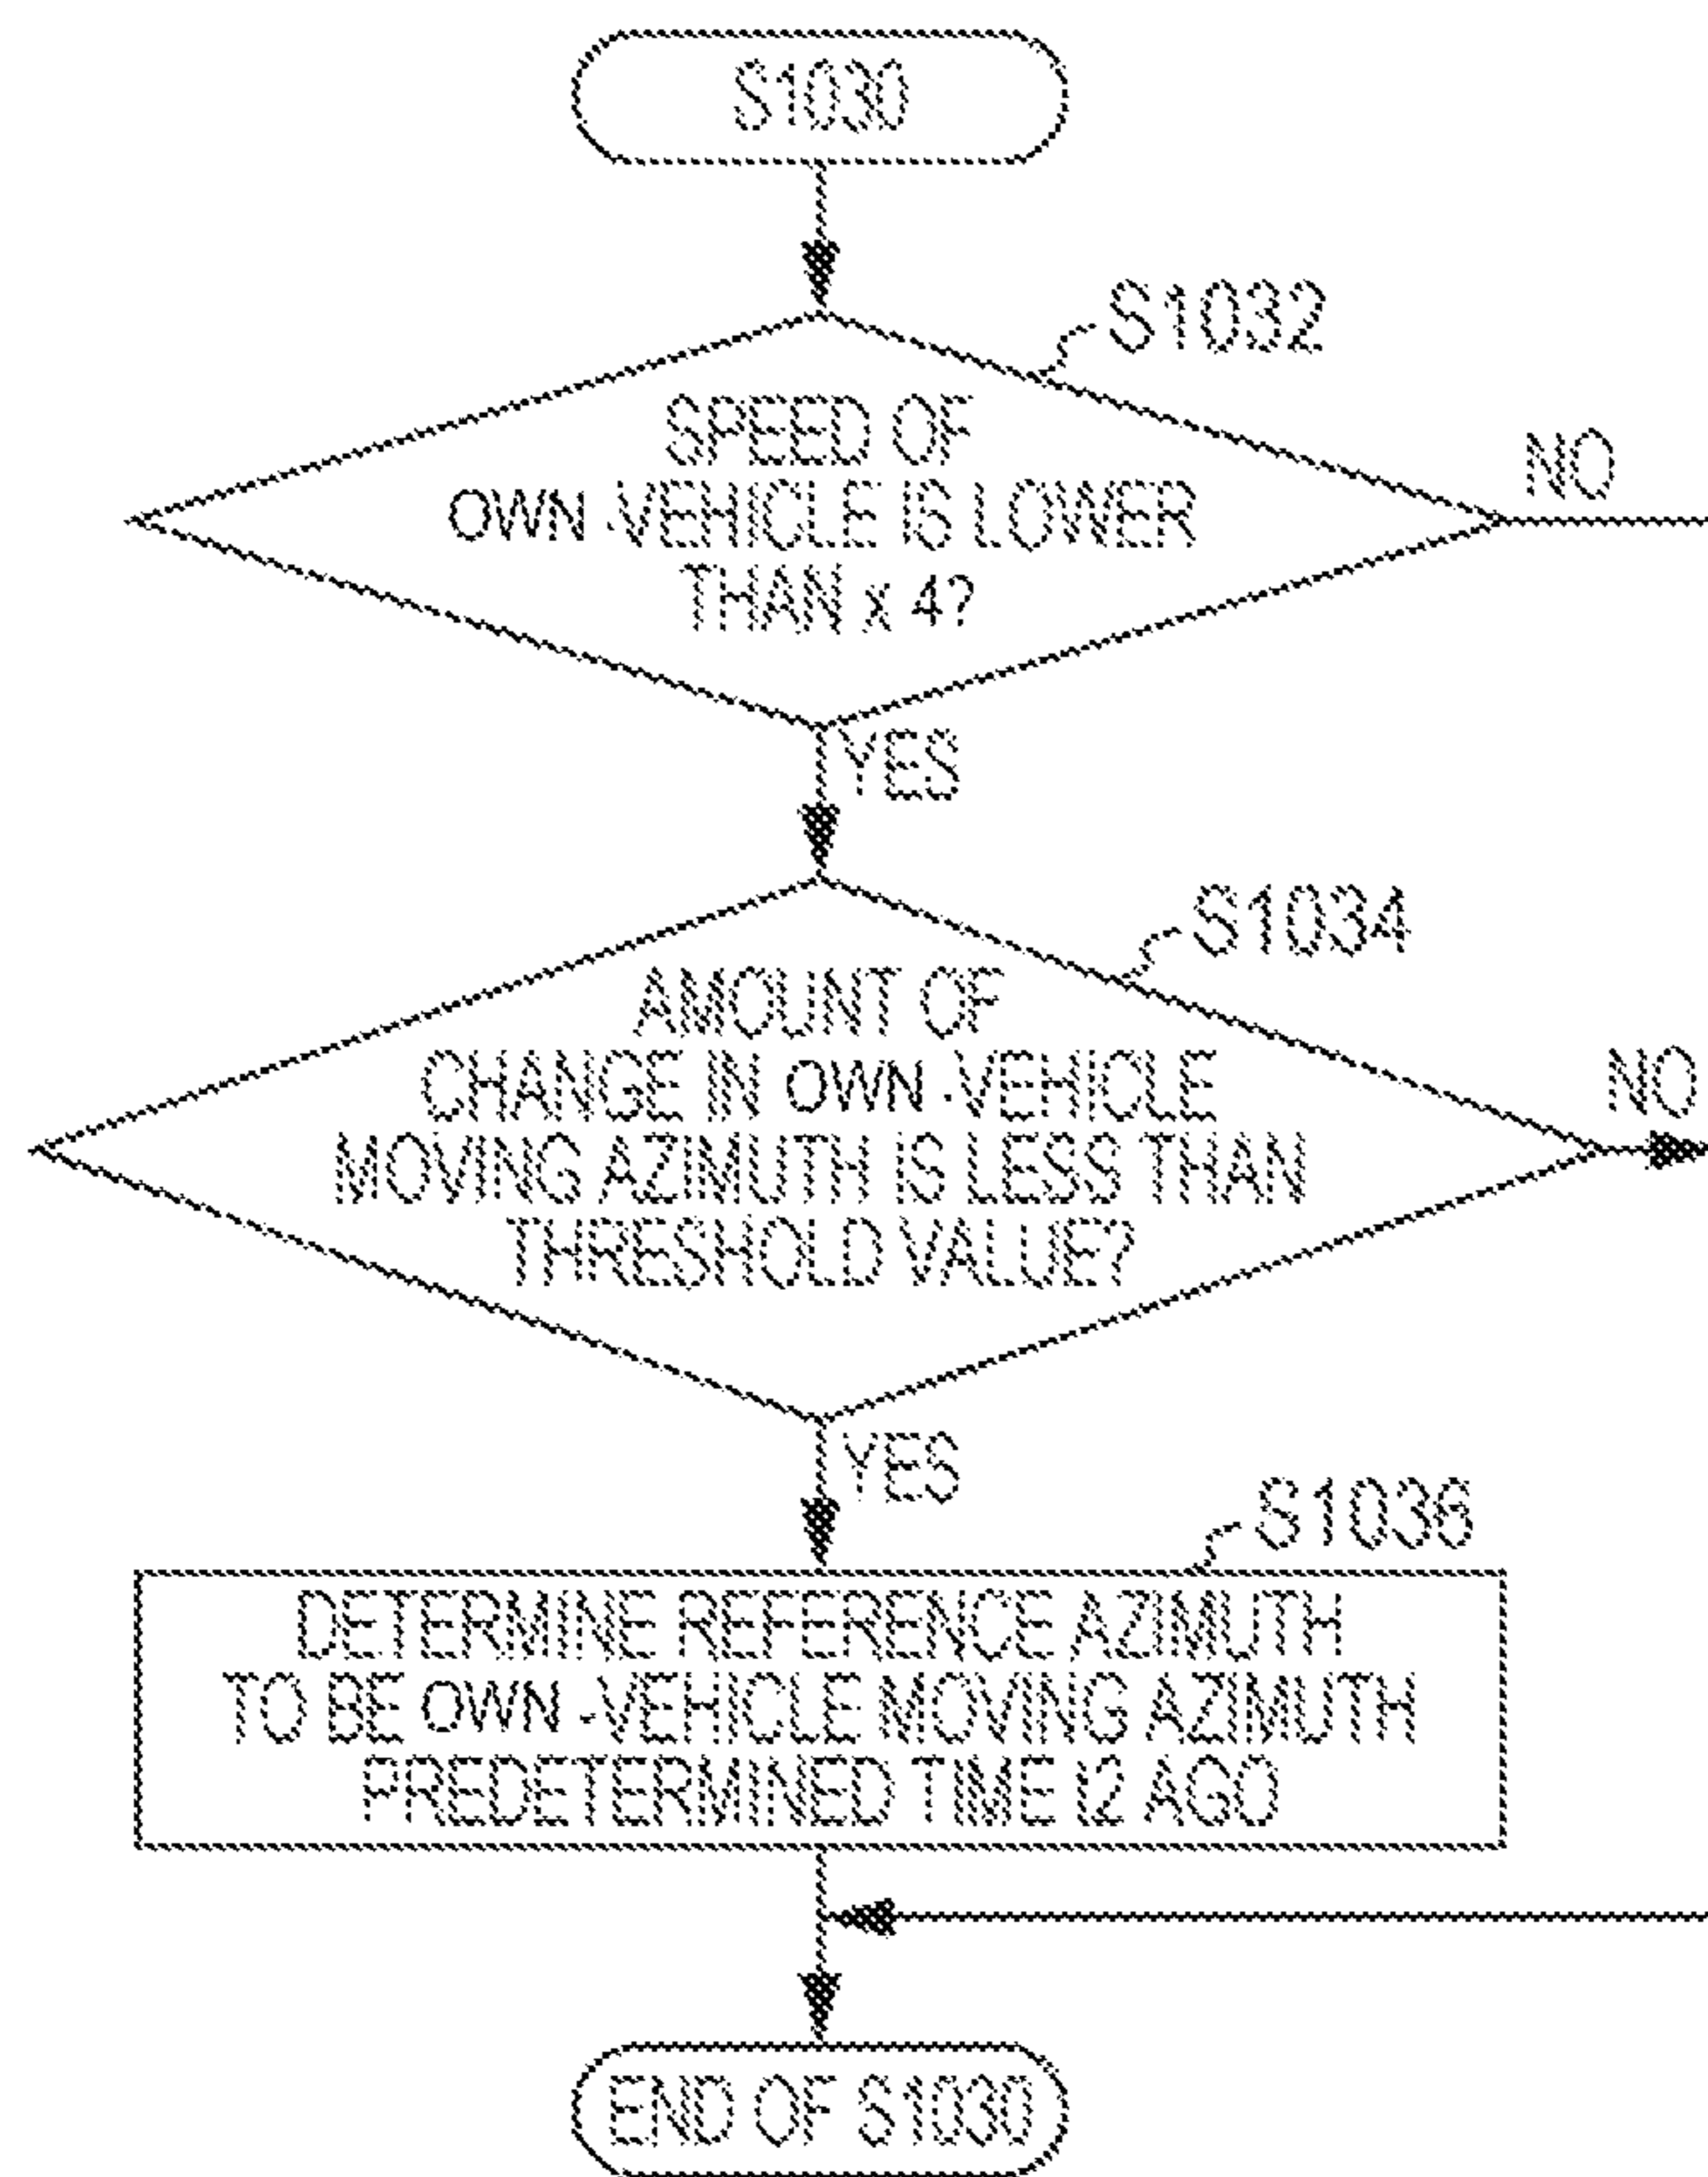 S1030
S1032
SPEED OF
OWN -VEHICLE IS LOWER
THAN x 4?
NO
YES
S1034
AMOUNT OF
CHANGE IN OWN -VEHICLE
MOVING AZIMUTH IS LESS THAN
THRESHOLD VALUE?
NO
YES
S1036
DETERMINE REFERENCE AZIMUTH
TO BE OWN -VEHICLE MOVING AZIMUTH
PREDETERMINED TIME t2 AGO
END OF S1030